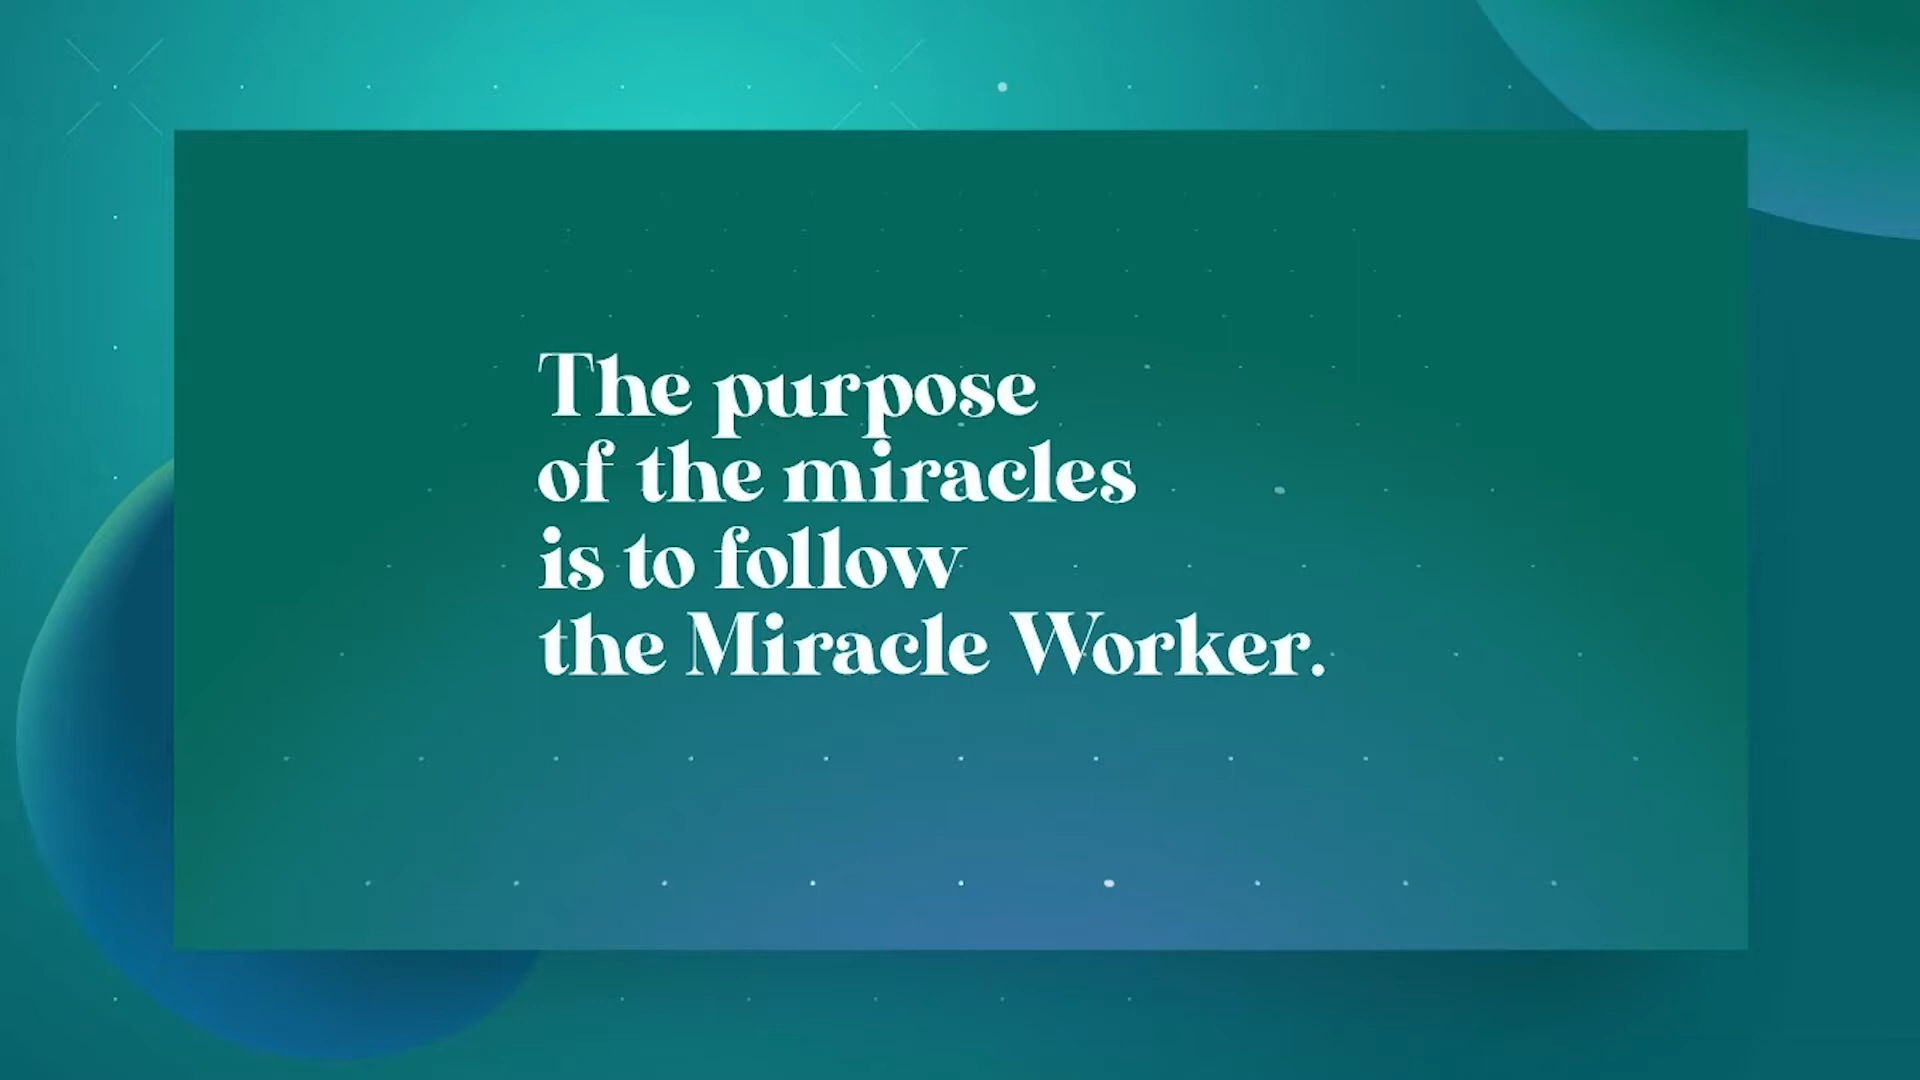 The purpose
of the miracles
is to follow
the Miracle Worker.